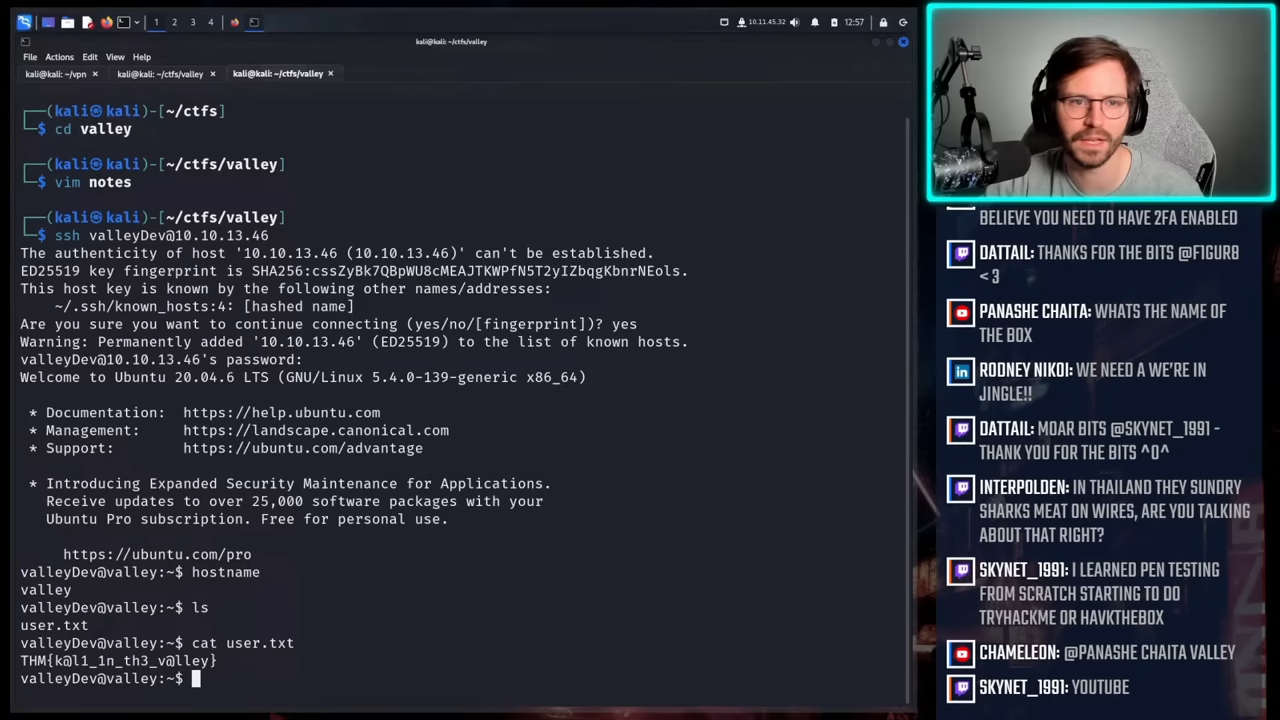 1 2 3 4
10.11.45.32
12:57
kali@kali: ~/ctfs/valley
File Actions Edit View Help
kali@kali: ~/vpn × kali@kali: ~/ctfs/valley × kali@kali: ~/ctfs/valley ×
┌──(kali㉿kali)-[~/ctfs]
└─$ cd valley
┌──(kali㉿kali)-[~/ctfs/valley]
└─$ vim notes
┌──(kali㉿kali)-[~/ctfs/valley]
└─$ ssh valleyDev@10.10.13.46
The authenticity of host '10.10.13.46 (10.10.13.46)' can't be established.
ED25519 key fingerprint is SHA256:cssZyBk7QBpWU8cMEAJTKWPfN5T2yIZbqgKbnrNEols.
This host key is known by the following other names/addresses:
~/.ssh/known_hosts:4: [hashed name]
Are you sure you want to continue connecting (yes/no/[fingerprint])? yes
Warning: Permanently added '10.10.13.46' (ED25519) to the list of known hosts.
valleyDev@10.10.13.46's password:
Welcome to Ubuntu 20.04.6 LTS (GNU/Linux 5.4.0-139-generic x86_64)
* Documentation: https://help.ubuntu.com
* Management: https://landscape.canonical.com
* Support: https://ubuntu.com/advantage
* Introducing Expanded Security Maintenance for Applications.
Receive updates to over 25,000 software packages with your
Ubuntu Pro subscription. Free for personal use.
https://ubuntu.com/pro
valleyDev@valley:~$ hostname
valley
valleyDev@valley:~$ ls
user.txt
valleyDev@valley:~$ cat user.txt
THM{k@l1_1n_th3_v@lley}
valleyDev@valley:~$
BELIEVE YOU NEED TO HAVE 2FA ENABLED
DATTAIL: THANKS FOR THE BITS @F1GUR8
<3
PANASHE CHAITA: WHATS THE NAME OF
THE BOX
RODNEY NIKOI: WE NEED A WE'RE IN
JINGLE!!
DATTAIL: MOAR BITS @SKYNET_1991 -
THANK YOU FOR THE BITS ^O^
INTERPOLDEN: IN THAILAND THEY SUNDRY
SHARKS MEAT ON WIRES, ARE YOU TALKING
ABOUT THAT RIGHT?
SKYNET_1991: I LEARNED PEN TESTING
FROM SCRATCH STARTING TO DO
TRYHACKME OR HAVKTHEBOX
CHAMELEON: @PANASHE CHAITA VALLEY
SKYNET_1991: YOUTUBE